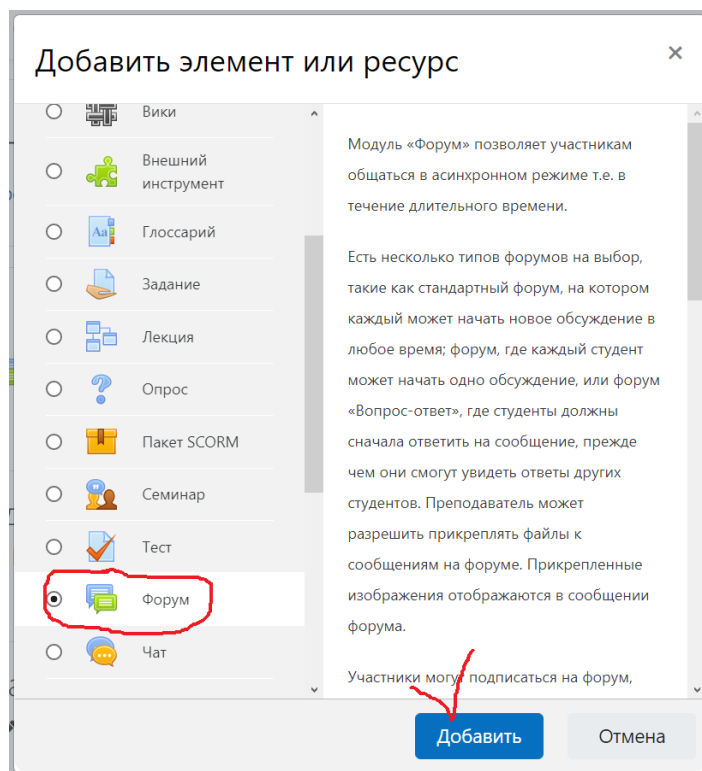 Добавить элемент или ресурс
×
Вики
Внешний
инструмент
Глоссарий
Aa
Задание
Лекция
Опрос
Пакет SCORM
Семинар
Тест
Форум
Чат
Модуль «Форум» позволяет участникам
общаться в асинхронном режиме т.е. в
течение длительного времени.
Есть несколько типов форумов на выбор,
такие как стандартный форум, на котором
каждый может начать новое обсуждение в
любое время; форум, где каждый студент
может начать одно обсуждение, или форум
«Вопрос-ответ», где студенты должны
сначала ответить на сообщение, прежде
чем они смогут увидеть ответы других
студентов. Преподаватель может
разрешить прикреплять файлы к
сообщениям на форуме. Прикрепленные
изображения отображаются в сообщении
форума.
Участники могут подписаться на форум,
Добавить
Отмена